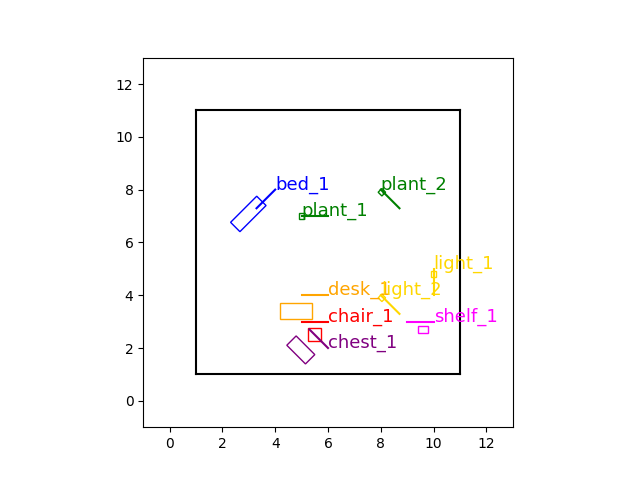 12
10
8
6
4
2
0
bed_1
plant_2
plant_1
light_1
desk_1
light_2
chair_1
shelf_1
chest_1
0 2 4 6 8 10 12